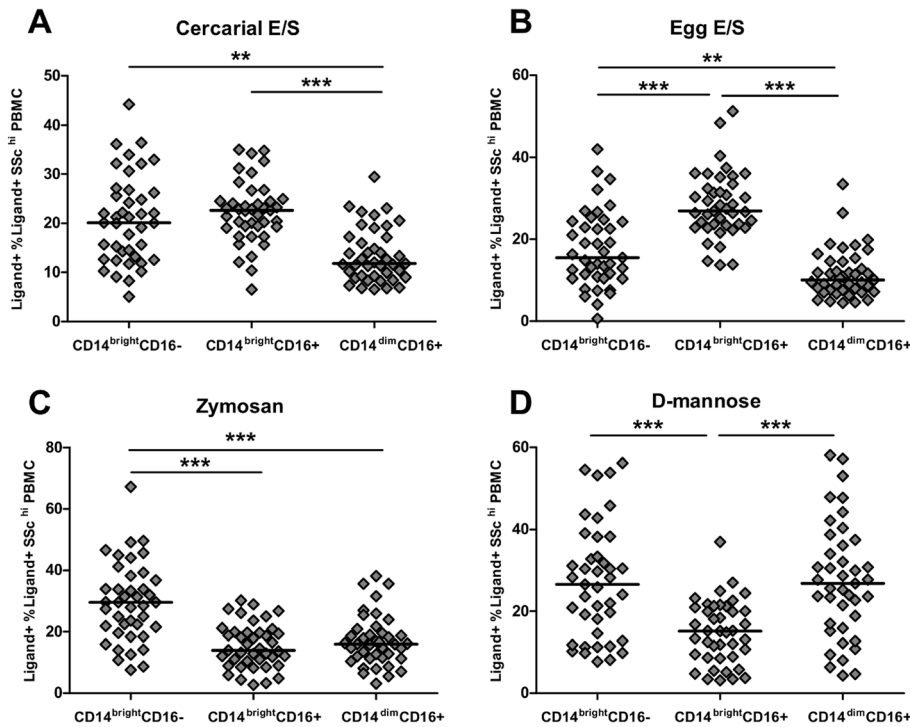 A
Cercarial E/S
**
***
Ligand+ %Ligand+ SSc hi PBMC
50
40
30
20
10
0
CD14brightCD16- CD14brightCD16+ CD14dimCD16+
B
Egg E/S
**
*** ***
Ligand+ %Ligand+ SSc hi PBMC
60
40
20
0
CD14brightCD16- CD14brightCD16+ CD14dimCD16+
C
Zymosan
***
***
Ligand+ %Ligand+ SSc hi PBMC
80
60
40
20
0
CD14brightCD16- CD14brightCD16+ CD14dimCD16+
D
D-mannose
*** ***
Ligand+ %Ligand+ SSc hi PBMC
60
40
20
0
CD14brightCD16- CD14brightCD16+ CD14dimCD16+